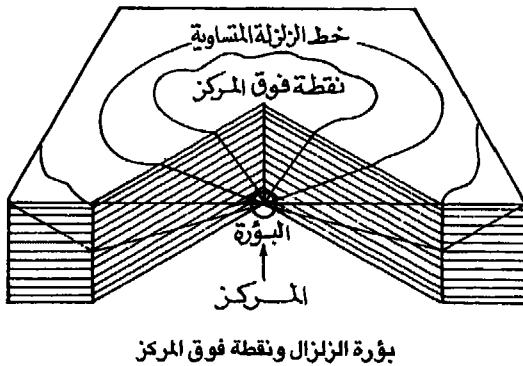 خط الزلزلة المتساوية
نقطة فوق المركز
البؤرة
المركز
بؤرة الزلزال ونقطة فوق المركز